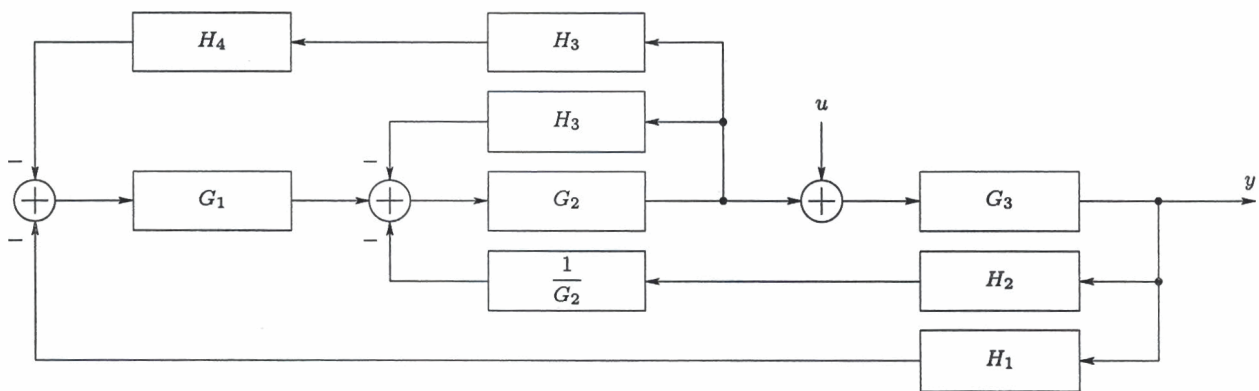 H₄
H₃
H₃
u
−
−
G₁
G₂
G₃
y
−
−
1/G₂
H₂
H₁